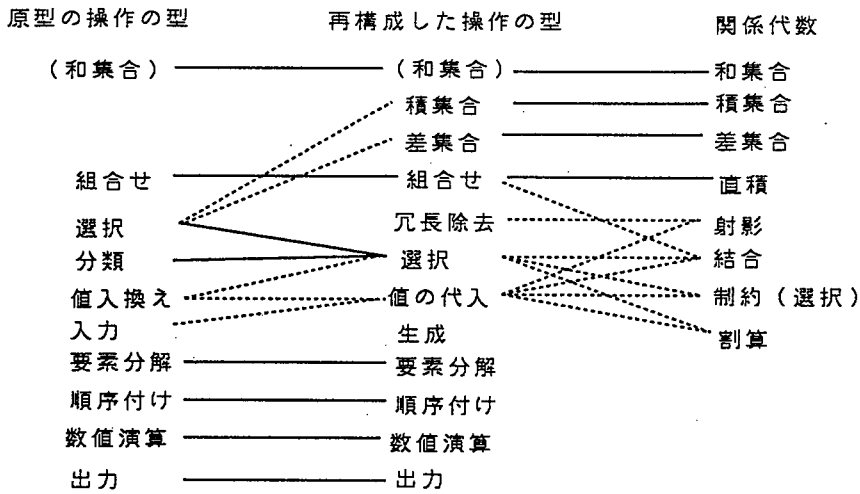 原型の操作の型 再構成した操作の型 関係代数
(和集合) (和集合) 和集合
積集合 積集合
差集合 差集合
組合せ 組合せ 直積
選択 冗長除去 射影
分類 選択 結合
値入換え 値の代入 制約(選択)
入力 生成 割算
要素分解 要素分解
順序付け 順序付け
数値演算 数値演算
出力 出力